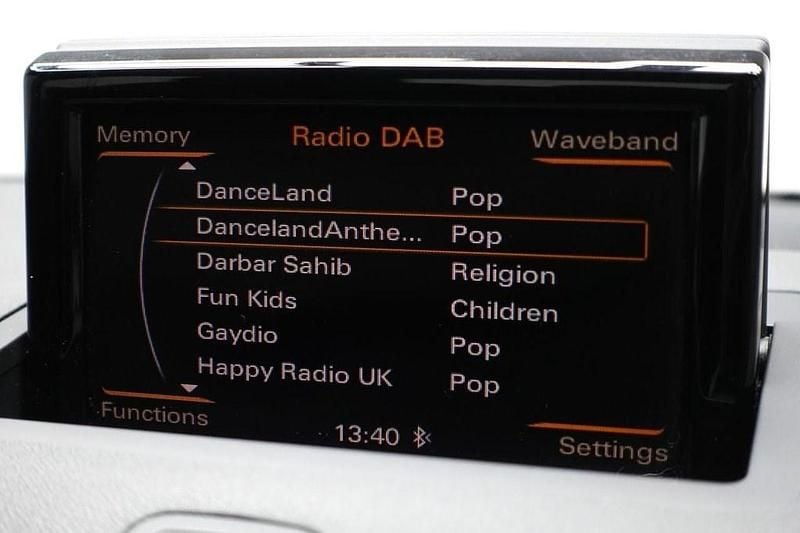 Memory Radio DAB Waveband
DanceLand Pop
DancelandAnthe... Pop
Darbar Sahib Religion
Fun Kids Children
Gaydio Pop
Happy Radio UK Pop
Functions 13:40 Settings